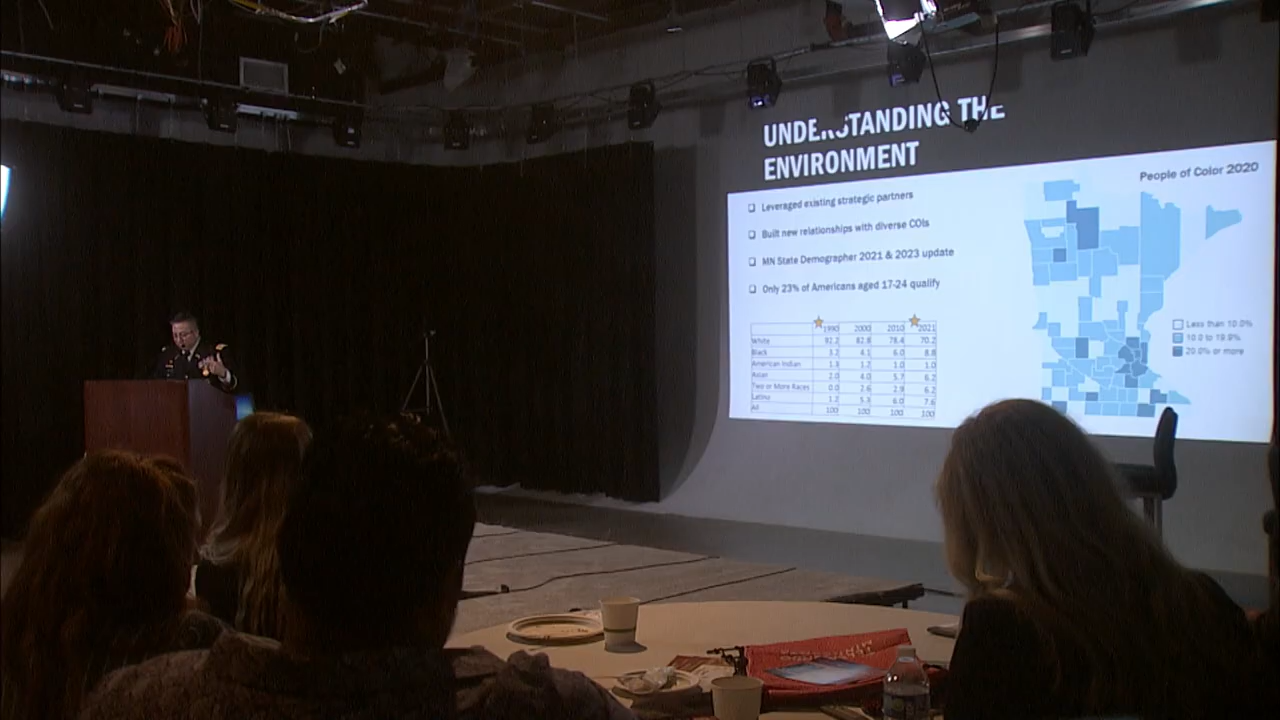 UNDERSTANDING THE
ENVIRONMENT
People of Color 2020
Leveraged existing strategic partners
Built new relationships with diverse COIs
MN State Demographer 2021 & 2023 update
Only 23% of Americans aged 17-24 qualify
1990 2000 2010 2021
White 92.2 82.8 78.4 70.2
Black 3.2 4.1 6.0 8.8
American Indian 1.3 1.2 1.0 1.0
Asian 2.0 4.0 5.7 6.2
Two or More Races 0.0 2.6 2.9 6.2
Latino 1.2 5.3 6.0 7.6
All 100 100 100 100
Less than 10.0%
10.0 to 19.9%
20.0% or more